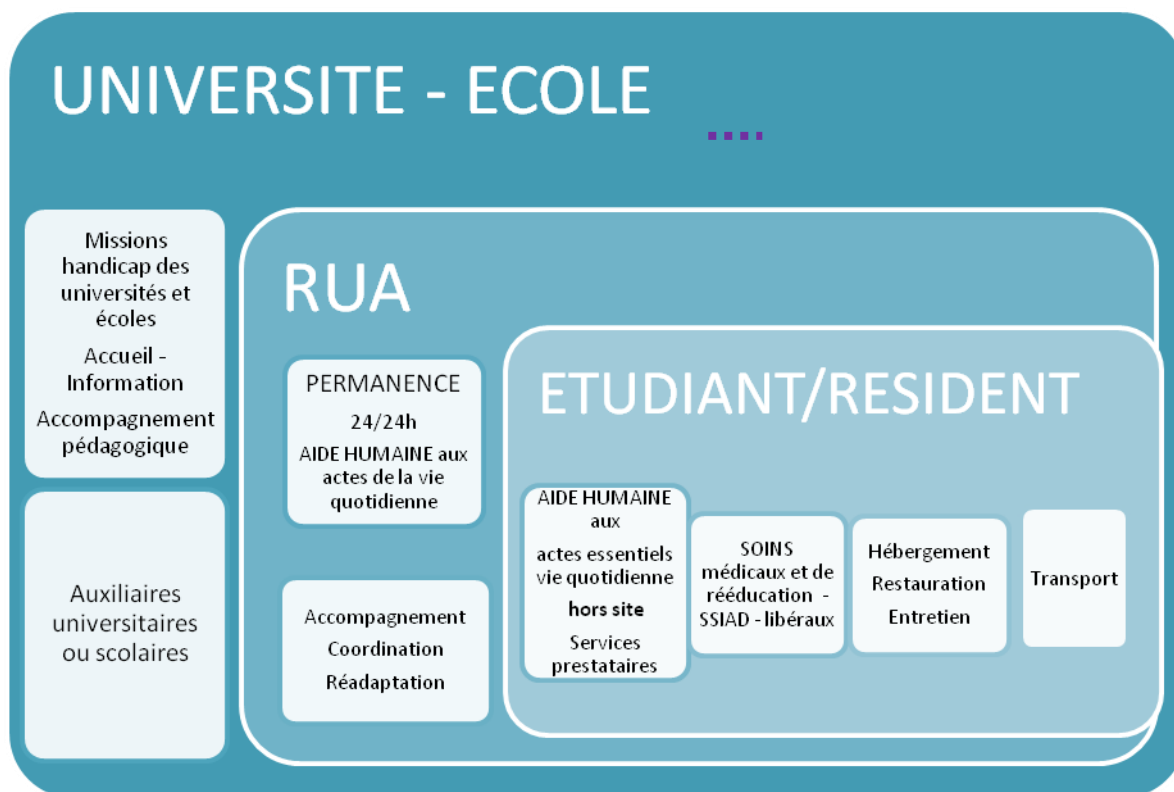 UNIVERSITE - ECOLE
....
Missions
handicap des
universités et
écoles
Accueil -
Information
Accompagnement
pédagogique
Auxiliaires
universitaires
ou scolaires
RUA
PERMANENCE
24/24h
AIDE HUMAINE aux
actes de la vie
quotidienne
Accompagnement
Coordination
Réadaptation
ETUDIANT/RESIDENT
AIDE HUMAINE
aux
actes essentiels
vie quotidienne
hors site
Services
prestataires
SOINS
médicaux et de
rééducation -
SSIAD - libéraux
Hébergement
Restauration
Entretien
Transport